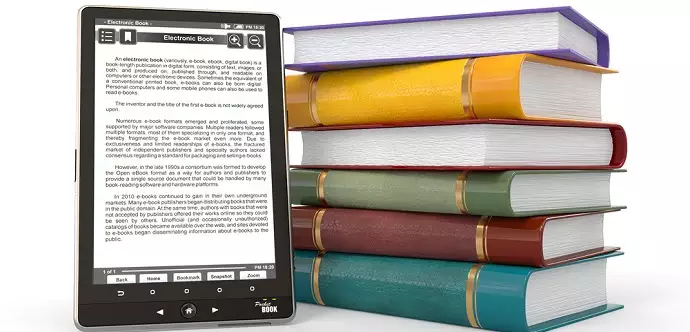 - Electronic Book -
PM 18:26
Electronic Book
An electronic book (variously, e-book, ebook, digital book) is a
book-length publication in digital form, consisting of text, images, or
both, and produced on, published through, and readable on
computers or other electronic devices. Sometimes the equivalent of
a conventional printed book, e-books can also be born digital.
Personal computers and some mobile phones can also be used to
read e-books.
The inventor and the title of the first e-book is not widely agreed
upon.
Numerous e-book formats emerged and proliferated, some
supported by major software companies. Multiple readers followed
multiple formats, most of them specializing in only one format, and
thereby fragmenting the e-book market even more. Due to
exclusiveness and limited readerships of e-books, the fractured
market of independent publishers and specialty authors lacked
consensus regarding a standard for packaging and selling e-books.
However, in the late 1990s a consortium was formed to develop
the Open eBook format as a way for authors and publishers to
provide a single source document that could be handled by many
book-reading software and hardware platforms.
In 2010 e-books continued to gain in their own underground
markets. Many e-book publishers began distributing books that were
in the public domain. At the same time, authors with books that were
not accepted by publishers offered their works online so they could
be seen by others. Unofficial (and occasionally unauthorized)
catalogs of books became available over the web, and sites devoted
to e-books began disseminating information about e-books to the
public.
1 of 1
PM 18:26
Back Home Bookmark Snapshot Zoom
Pocket
BOOK